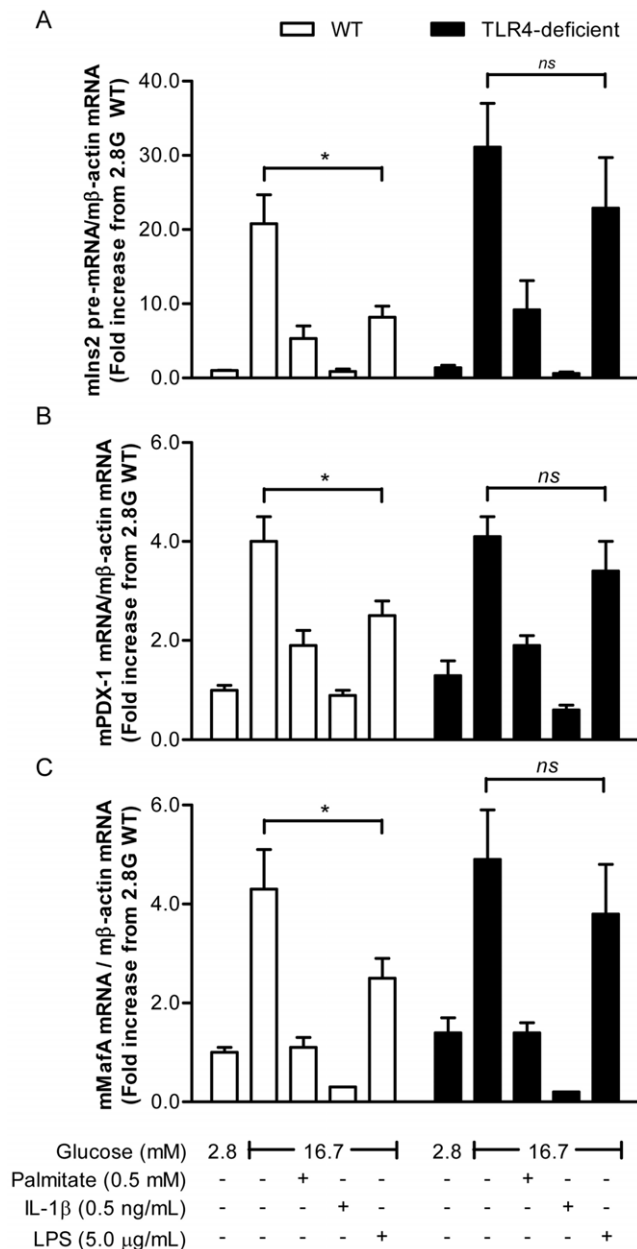 A
WT
TLR4-deficient
mIns2 pre-mRNA/mβ-actin mRNA
(Fold increase from 2.8G WT)
40.0
30.0
20.0
10.0
0.0
*
ns
B
mPDX-1 mRNA/mβ-actin mRNA
(Fold increase from 2.8G WT)
6.0
4.0
2.0
0.0
*
ns
C
mMafA mRNA / mβ-actin mRNA
(Fold increase from 2.8G WT)
6.0
4.0
2.0
0.0
*
ns
Glucose (mM) 2.8 16.7 2.8 16.7
Palmitate (0.5 mM) - - + - - - - + - -
IL-1β (0.5 ng/mL) - - - + - - - - + -
LPS (5.0 µg/mL) - - - - + - - - - +